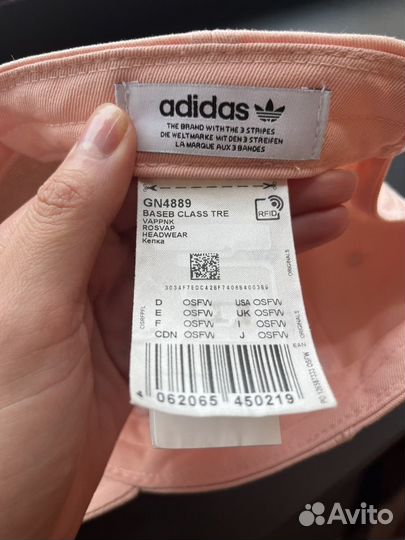 adidas
THE BRAND WITH THE 3 STRIPES
DIE WELTMARKE MIT DEN 3 STREIFEN
LA MARQUE AUX 3 BANDES
GN4889
BASEB CLASS TRE
VAPPNK
ROSVAP
HEADWEAR
Кепка
RFID
ORIGINALS
D OSFW USA OSFW
E OSFW UK OSFW
F OSFW I OSFW
CDN OSFW J OSFW
ORIGINALS
EAN
4 062065 450219
Avito